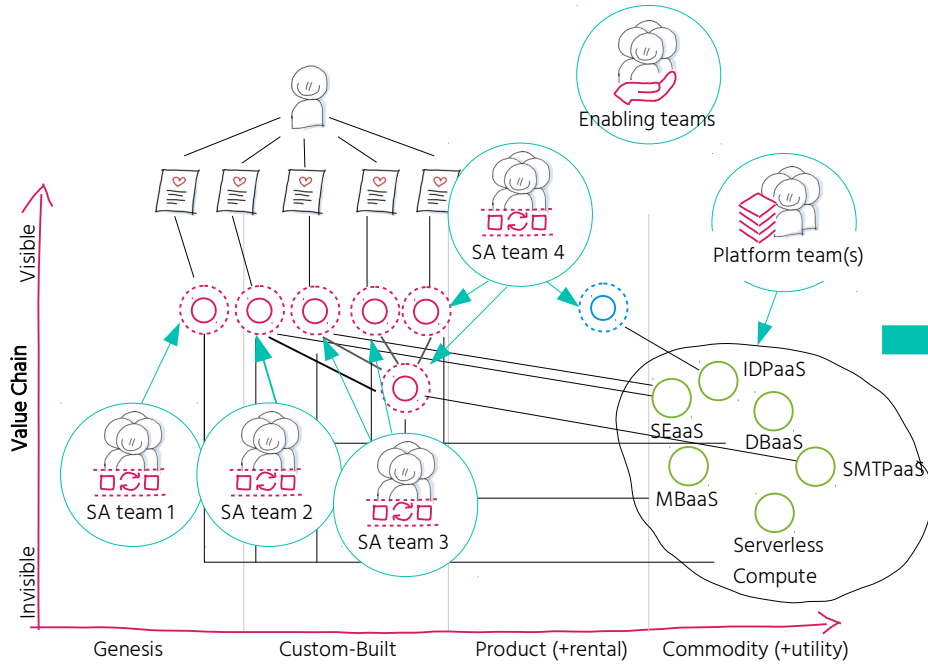 Enabling teams
SA team 4
Platform team(s)
Visible
Value Chain
Invisible
IDPaaS
SEaaS
DBaaS
SMTPaaS
MBaaS
Serverless
Compute
SA team 1
SA team 2
SA team 3
Genesis
Custom-Built
Product (+rental)
Commodity (+utility)